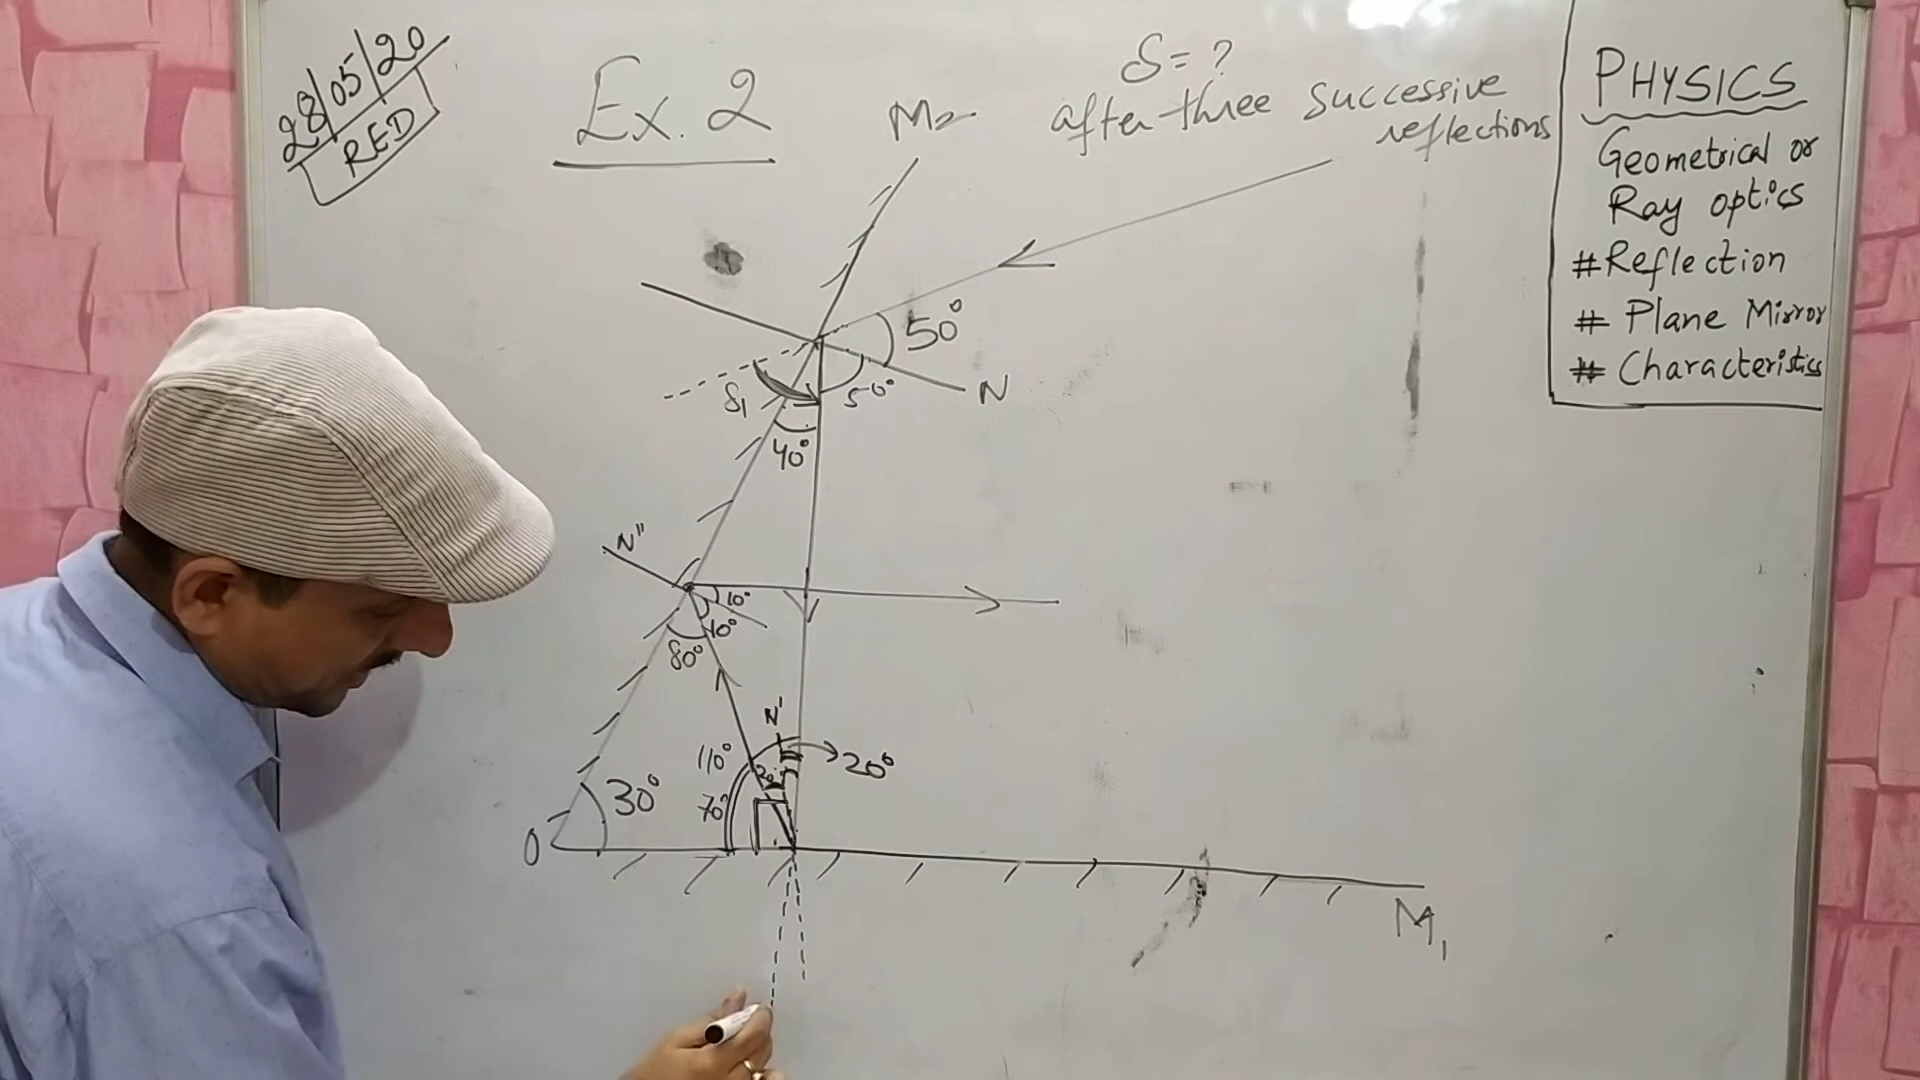 28/05/20
RED
Ex. 2
M2
δ = ?
after three successive
reflections
PHYSICS
Geometrical or
Ray optics
# Reflection
# Plane Mirror
# Characteristics
50°
N
50°
δ1
40°
N"
10°
10°
80°
N'
110°
20°
20°
70°
30°
O
M1